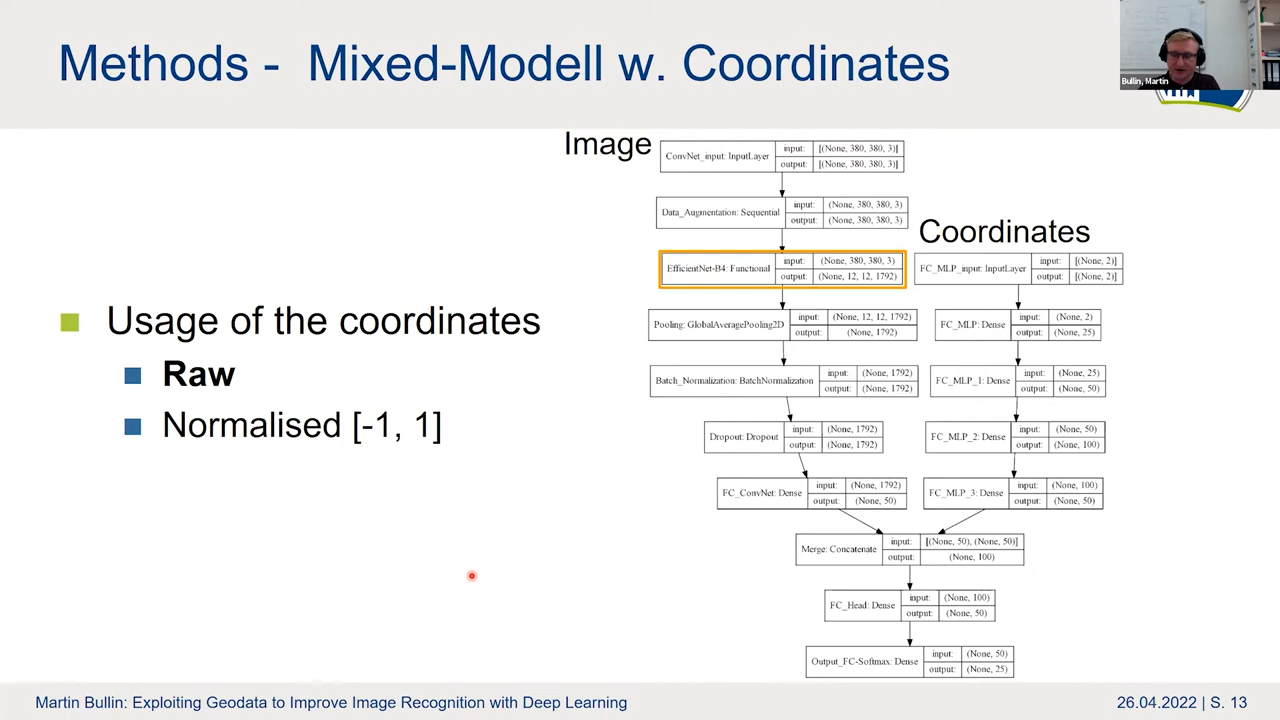 Methods -  Mixed-Modell w. Coordinates
Bullin, Martin
Image
ConvNet_input: InputLayer
input: [(None, 380, 380, 3)]
output: [(None, 380, 380, 3)]
Data_Augmentation: Sequential
input: (None, 380, 380, 3)
output: (None, 380, 380, 3)
Coordinates
EfficientNet-B4: Functional
input: (None, 380, 380, 3)
output: (None, 12, 12, 1792)
FC_MLP_input: InputLayer
input: [(None, 2)]
output: [(None, 2)]
Usage of the coordinates
Raw
Normalised [-1, 1]
Pooling: GlobalAveragePooling2D
input: (None, 12, 12, 1792)
output: (None, 1792)
FC_MLP: Dense
input: (None, 2)
output: (None, 25)
Batch_Normalization: BatchNormalization
input: (None, 1792)
output: (None, 1792)
FC_MLP_1: Dense
input: (None, 25)
output: (None, 50)
Dropout: Dropout
input: (None, 1792)
output: (None, 1792)
FC_MLP_2: Dense
input: (None, 50)
output: (None, 100)
FC_ConvNet: Dense
input: (None, 1792)
output: (None, 50)
FC_MLP_3: Dense
input: (None, 100)
output: (None, 50)
Merge: Concatenate
input: [(None, 50), (None, 50)]
output: (None, 100)
FC_Head: Dense
input: (None, 100)
output: (None, 50)
Output_FC-Softmax: Dense
input: (None, 50)
output: (None, 25)
Martin Bullin: Exploiting Geodata to Improve Image Recognition with Deep Learning
26.04.2022 | S. 13